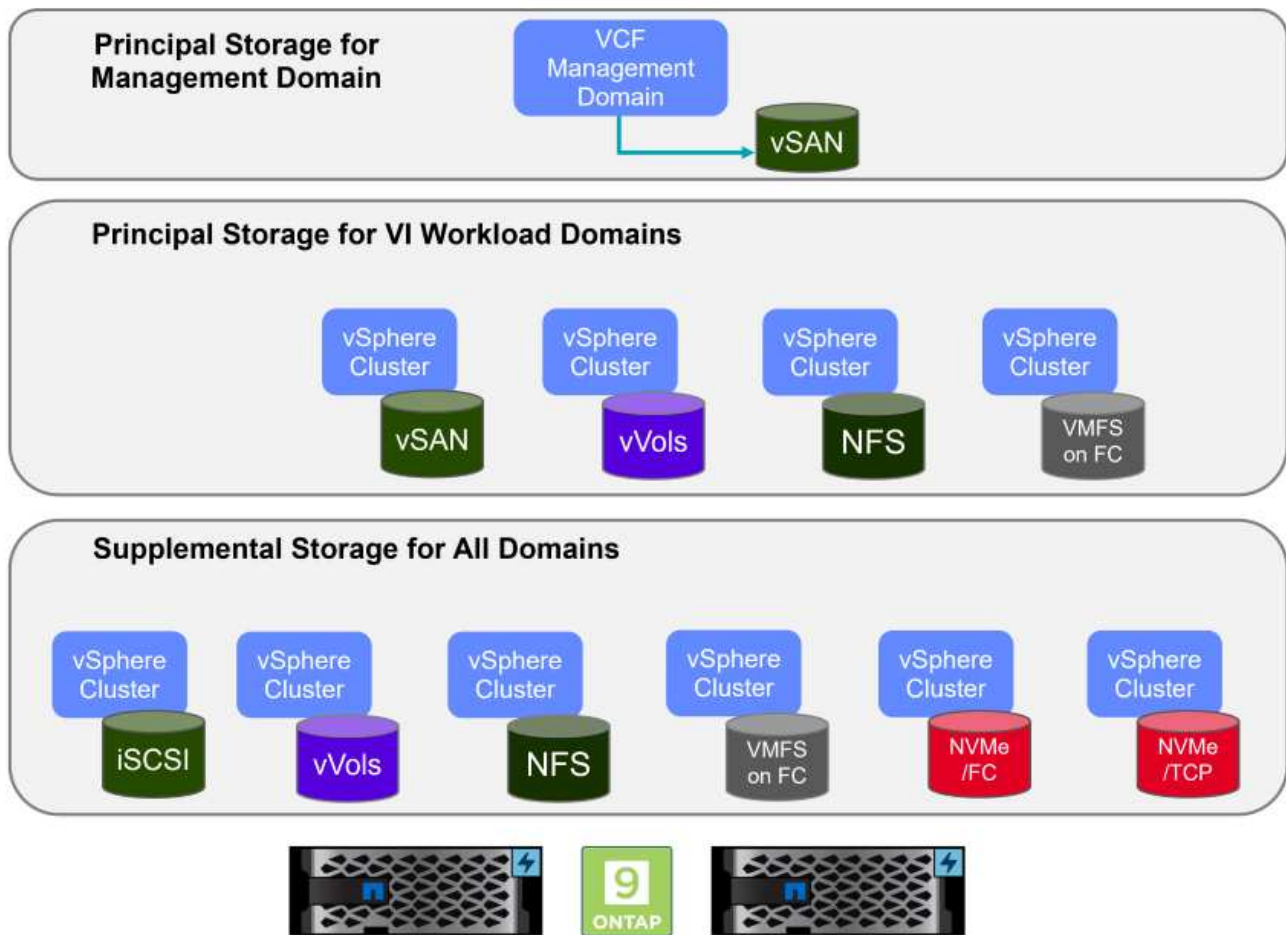 Principal Storage for
Management Domain
VCF
Management
Domain
vSAN
Principal Storage for VI Workload Domains
vSphere
Cluster
vSAN
vSphere
Cluster
vVols
vSphere
Cluster
NFS
vSphere
Cluster
VMFS
on FC
Supplemental Storage for All Domains
vSphere
Cluster
iSCSI
vSphere
Cluster
vVols
vSphere
Cluster
NFS
vSphere
Cluster
VMFS
on FC
vSphere
Cluster
NVMe
/FC
vSphere
Cluster
NVMe
/TCP
9
ONTAP